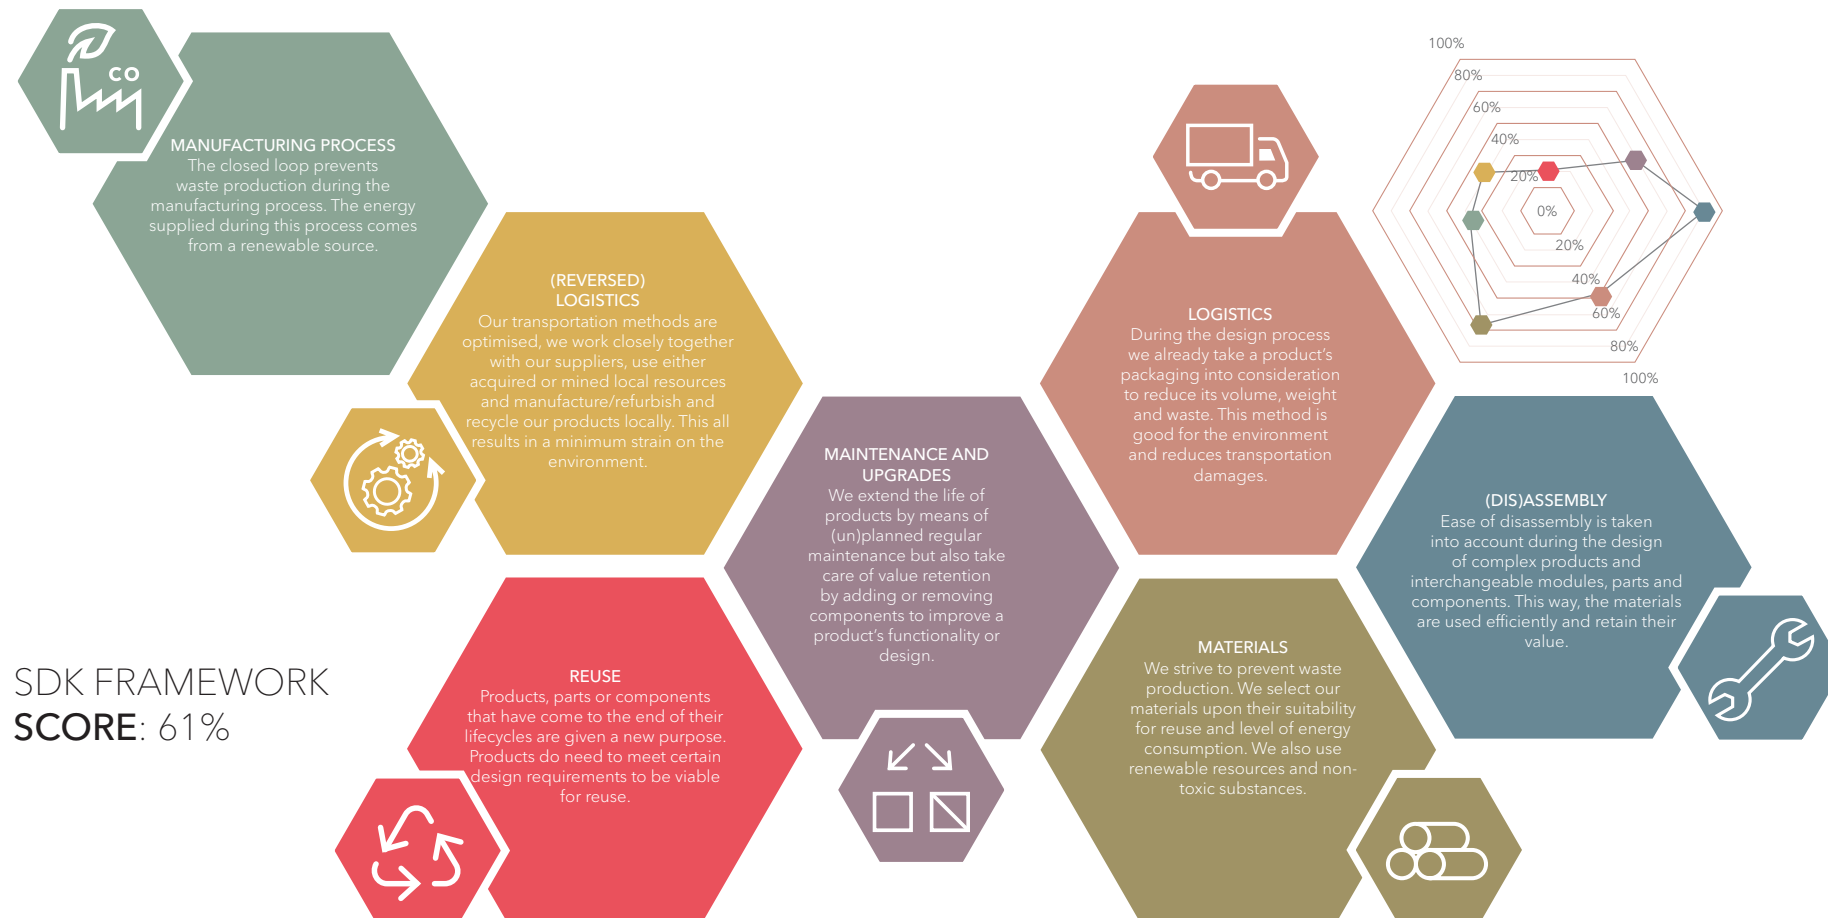 CO
MANUFACTURING PROCESS
The closed loop prevents
waste production during the
manufacturing process. The energy
supplied during this process comes
from a renewable source.
(REVERSED)
LOGISTICS
Our transportation methods are
optimised, we work closely together
with our suppliers, use either
acquired or mined local resources
and manufacture/refurbish and
recycle our products locally. This all
results in a minimum strain on the
environment.
MAINTENANCE AND
UPGRADES
We extend the life of
products by means of
(un)planned regular
maintenance but also take
care of value retention
by adding or removing
components to improve a
product’s functionality or
design.
LOGISTICS
During the design process
we already take a product’s
packaging into consideration
to reduce its volume, weight
and waste. This method is
good for the environment
and reduces transportation
damages.
100%
80%
60%
40%
20%
0%
20%
40%
60%
80%
100%
(DIS)ASSEMBLY
Ease of disassembly is taken
into account during the design
of complex products and
interchangeable modules, parts and
components. This way, the materials
are used efficiently and retain their
value.
SDK FRAMEWORK
SCORE: 61%
REUSE
Products, parts or components
that have come to the end of their
lifecycles are given a new purpose.
Products do need to meet certain
design requirements to be viable
for reuse.
MATERIALS
We strive to prevent waste
production. We select our
materials upon their suitability
for reuse and level of energy
consumption. We also use
renewable resources and non-
toxic substances.